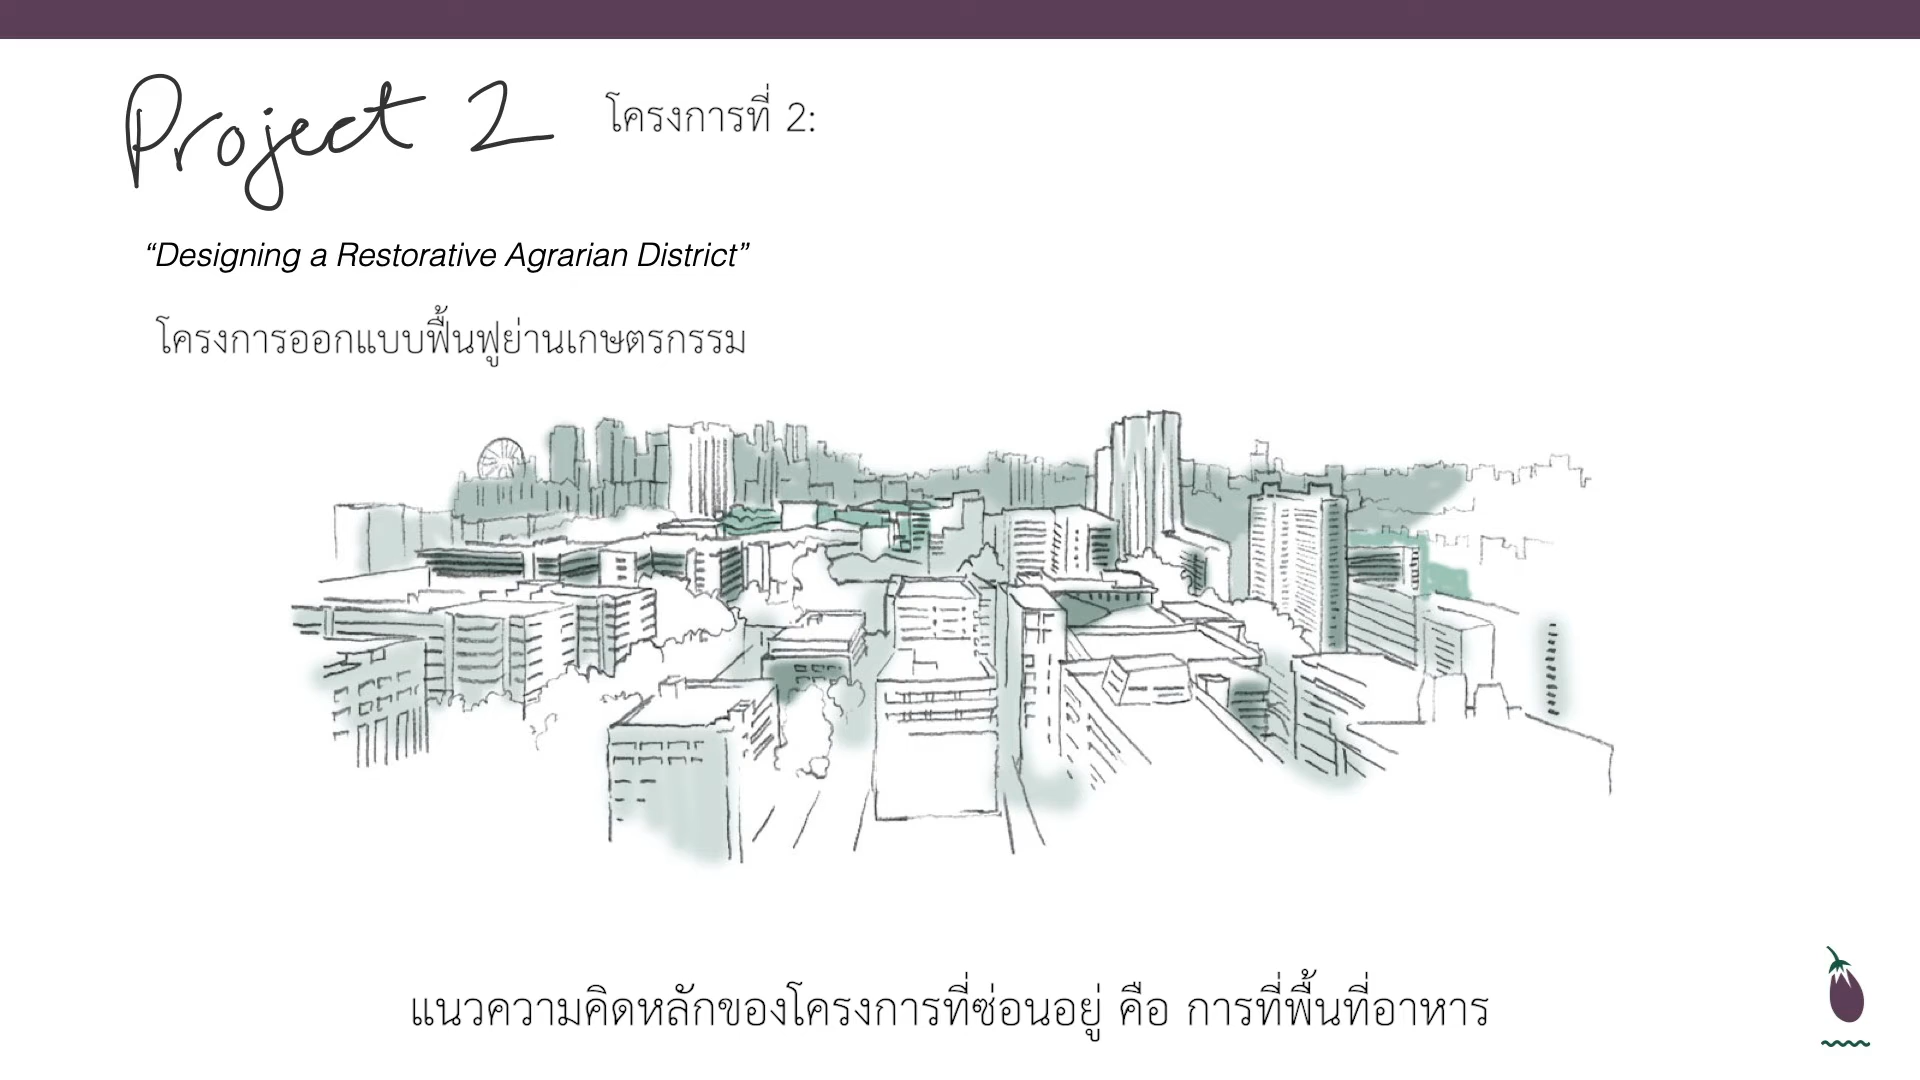 Project 2 โครงการที่ 2:
“Designing a Restorative Agrarian District”
โครงการออกแบบฟื้นฟูย่านเกษตรกรรม
แนวความคิดหลักของโครงการที่ซ่อนอยู่ คือ การที่พื้นที่อาหาร